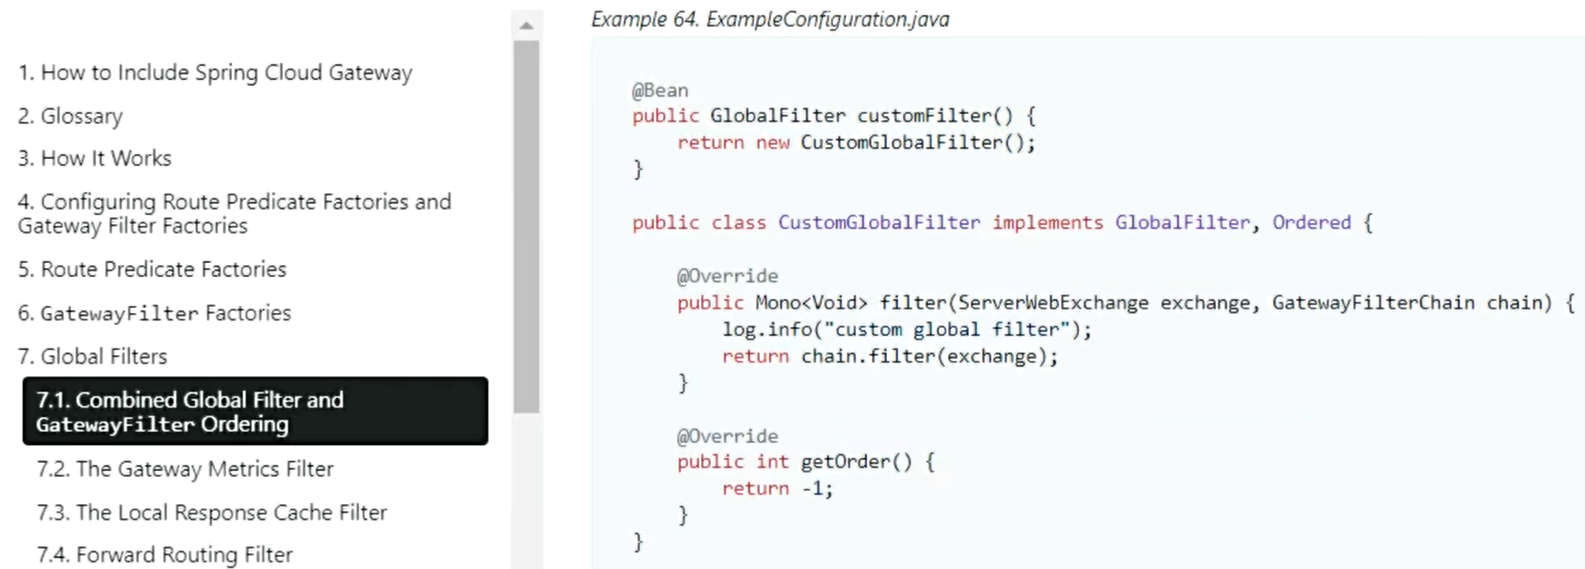 1. How to Include Spring Cloud Gateway
2. Glossary
3. How It Works
4. Configuring Route Predicate Factories and
Gateway Filter Factories
5. Route Predicate Factories
6. GatewayFilter Factories
7. Global Filters
7.1. Combined Global Filter and
GatewayFilter Ordering
7.2. The Gateway Metrics Filter
7.3. The Local Response Cache Filter
7.4. Forward Routing Filter
Example 64. ExampleConfiguration.java
@Bean
public GlobalFilter customFilter() {
    return new CustomGlobalFilter();
}
public class CustomGlobalFilter implements GlobalFilter, Ordered {
    @Override
    public Mono<Void> filter(ServerWebExchange exchange, GatewayFilterChain chain) {
        log.info("custom global filter");
        return chain.filter(exchange);
    }
    @Override
    public int getOrder() {
        return -1;
    }
}